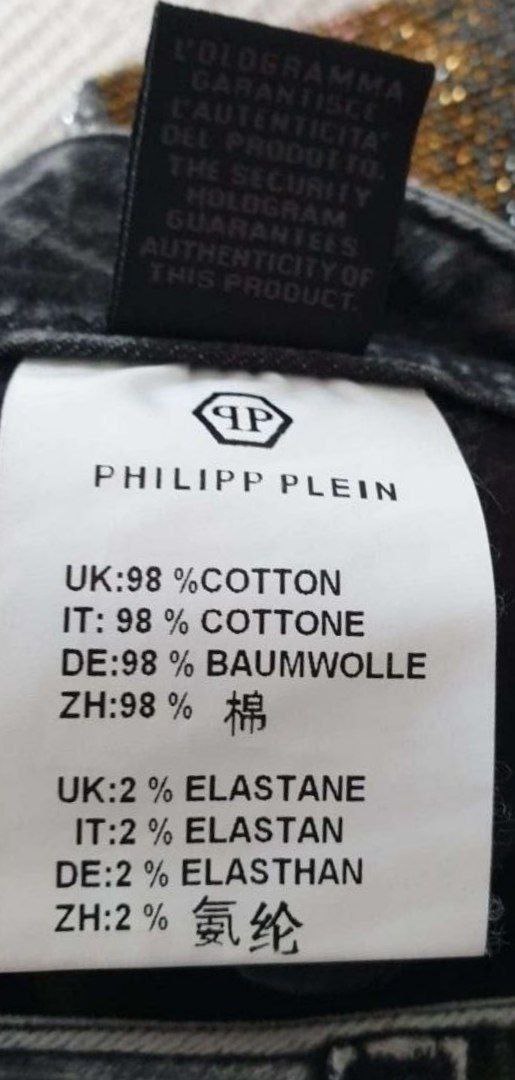 L'OLOGRAMMA
GARANTISCE
L'AUTENTICITA'
DEL PRODOTTO.
THE SECURITY
HOLOGRAM
GUARANTEES
AUTHENTICITY OF
THIS PRODUCT.
PP
PHILIPP PLEIN
UK:98 %COTTON
IT: 98 % COTTONE
DE:98 % BAUMWOLLE
ZH:98 % 棉
UK:2 % ELASTANE
IT:2 % ELASTAN
DE:2 % ELASTHAN
ZH:2 % 氨纶